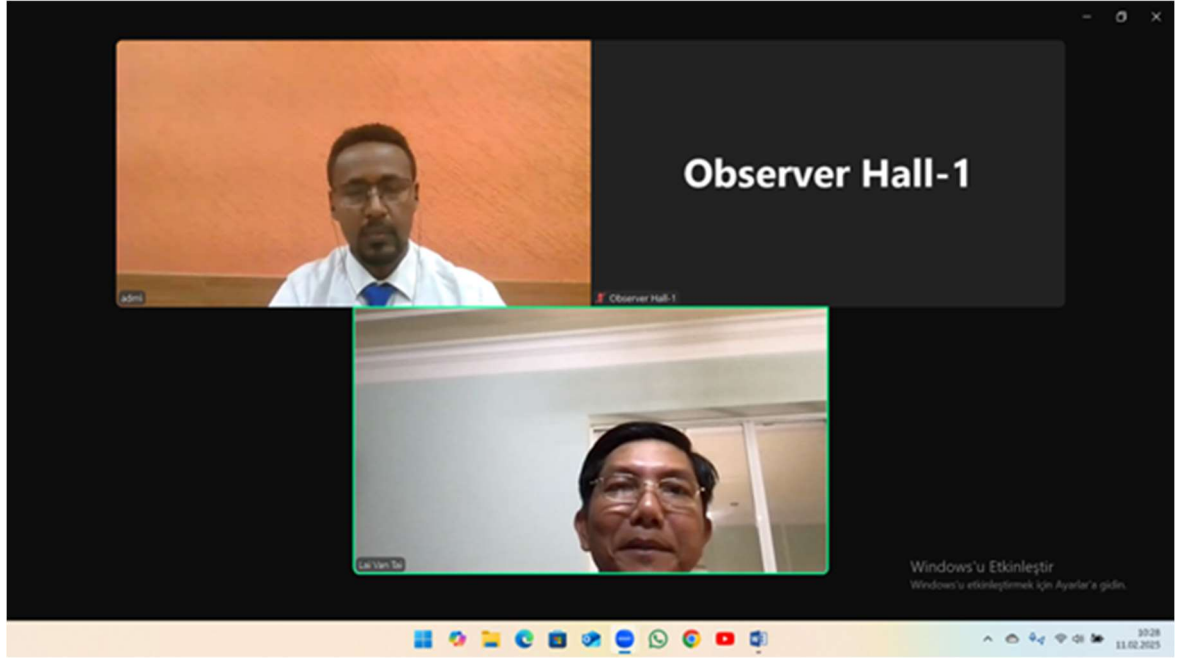 Observer Hall-1
admi
Observer Hall-1
Lai Van Tai
Windows'u Etkinleştir
Windows'u etkinleştirmek için Ayarlar'a gidin.
10:28
11.02.2025